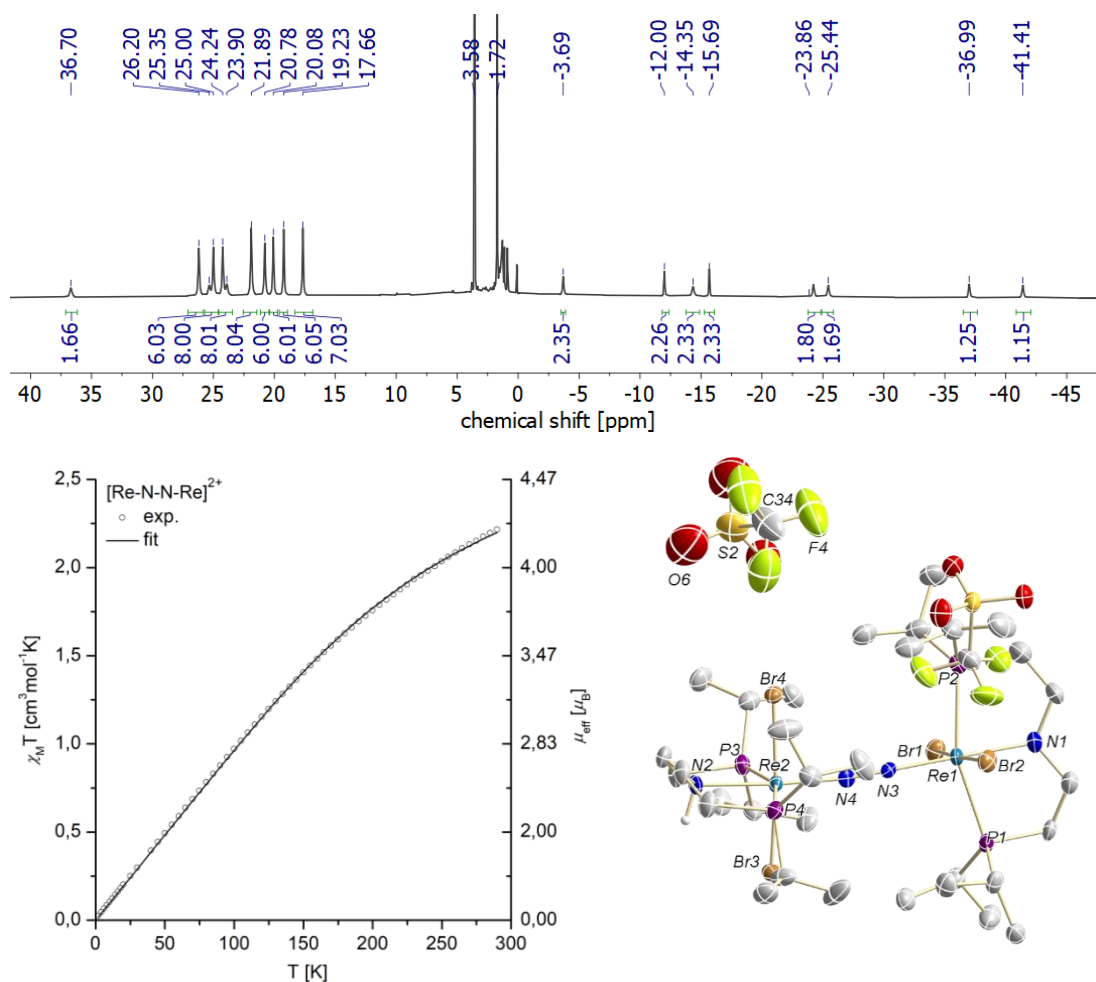 36.70 26.20 25.35 25.00 24.24 23.90 21.89 20.78 20.08 19.23 17.66 3.58 1.72 -3.69 -12.00 -14.35 -15.69 -23.86 -25.44 -36.99 -41.41
1.66 6.03 8.00 8.01 8.04 6.00 6.01 6.05 7.03 2.35 2.26 2.33 2.33 1.80 1.69 1.25 1.15
40 35 30 25 20 15 10 5 0 -5 -10 -15 -20 -25 -30 -35 -40 -45
chemical shift [ppm]
[Re-N-N-Re]²⁺
exp.
fit
2,5
2,0
1,5
1,0
0,5
0,0
χ_M T [cm³mol⁻¹K]
4,47
4,00
3,47
2,83
2,00
0,00
μ_eff [μ_B]
0 50 100 150 200 250 300
T [K]
C34
S2
F4
O6
P2
Br4
P3
N2
Re2
P4
N4
N3
Br1
Br2
Re1
N1
Br3
P1